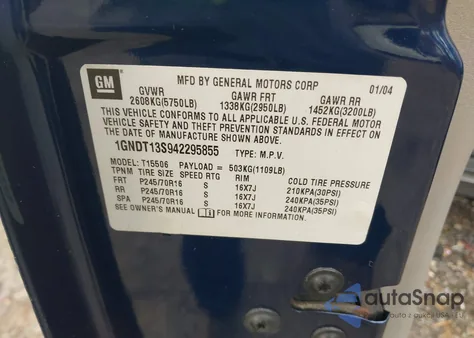 GM
MFD BY GENERAL MOTORS CORP 01/04
GVWR GAWR FRT GAWR RR
2608KG(5750LB) 1338KG(2950LB) 1452KG(3200LB)
THIS VEHICLE CONFORMS TO ALL APPLICABLE U.S. FEDERAL MOTOR
VEHICLE SAFETY AND THEFT PREVENTION STANDARDS IN EFFECT ON
THE DATE OF MANUFACTURE SHOWN ABOVE.
1GNDT13S942295855 TYPE: M.P.V.
MODEL: T15506 PAYLOAD = 503KG(1109LB)
TPNM TIRE SIZE SPEED RTG RIM COLD TIRE PRESSURE
FRT P245/70R16 S 16X7J 210KPA(30PSI)
RR P245/70R16 S 16X7J 240KPA(35PSI)
SPA P245/70R16 S 16X7J 240KPA(35PSI)
SEE OWNER'S MANUAL FOR MORE INFORMATION
autoSnap